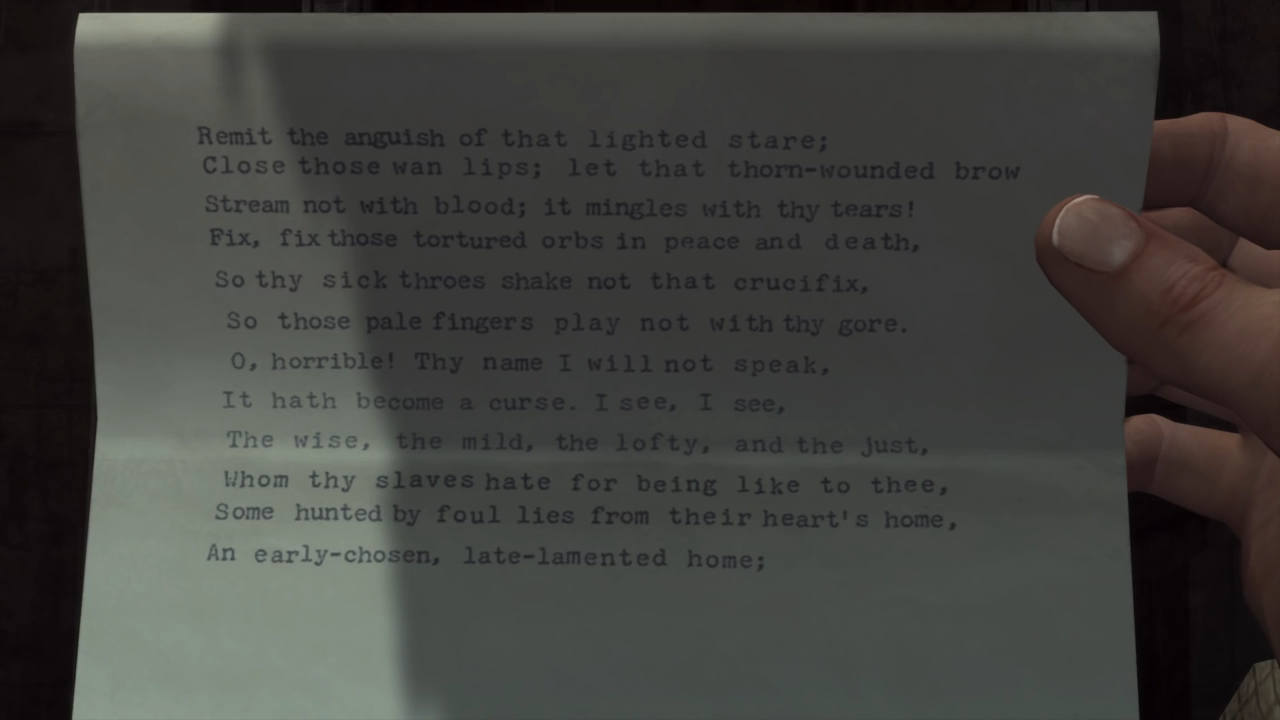 Remit the anguish of that lighted stare;
Close those wan lips; let that thorn-wounded brow
Stream not with blood; it mingles with thy tears!
Fix, fix those tortured orbs in peace and death,
So thy sick throes shake not that crucifix,
So those pale fingers play not with thy gore.
O, horrible! Thy name I will not speak,
It hath become a curse. I see, I see,
The wise, the mild, the lofty, and the just,
Whom thy slaves hate for being like to thee,
Some hunted by foul lies from their heart's home,
An early-chosen, late-lamented home;